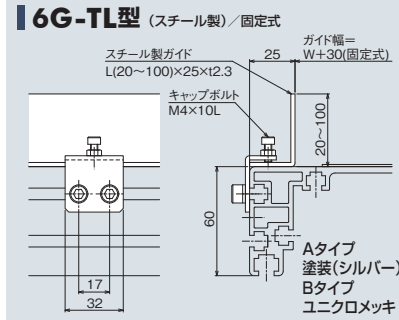 6G-TL型 (スチール製)／固定式
スチール製ガイド
L(20〜100)×25×t2.3
キャップボルト
M4×10L
25
ガイド幅=
W+30(固定式)
20〜100
60
17
32
Aタイプ
塗装(シルバー)
Bタイプ
ユニクロメッキ